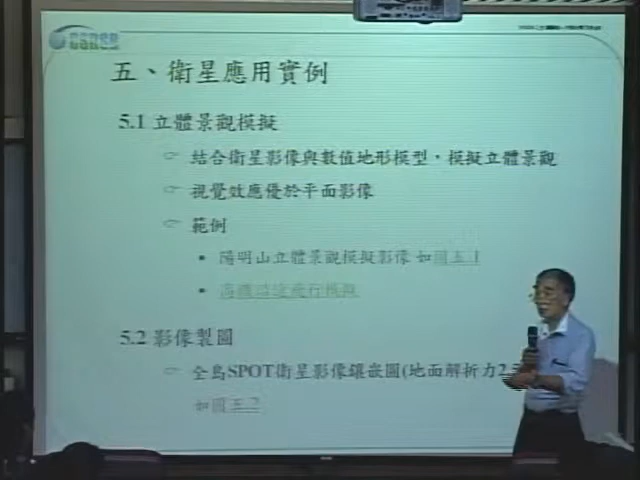 五、衛星應用實例
5.1 立體景觀模擬
結合衛星影像與數值地形模型，模擬立體景觀
視覺效應優於平面影像
範例
• 陽明山立體景觀模擬影像 如圖五.1
5.2 影像製圖
全島SPOT衛星影像鑲嵌圖(地面解析力2.
如圖五.2